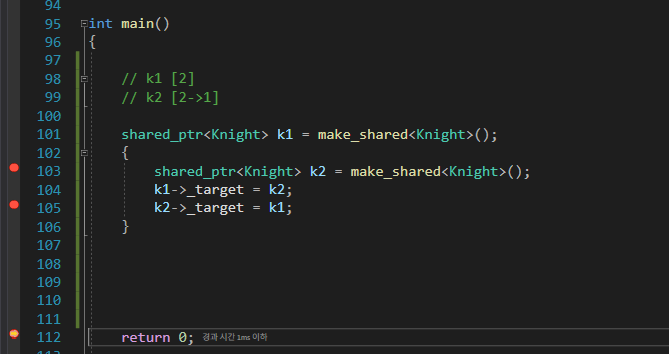 94
95 int main()
96 {
97
98 // k1 [2]
99 // k2 [2->1]
100
101 shared_ptr<Knight> k1 = make_shared<Knight>();
102 {
103 shared_ptr<Knight> k2 = make_shared<Knight>();
104 k1->_target = k2;
105 k2->_target = k1;
106 }
107
108
109
110
111
112 return 0; 경과 시간 1ms 이하
113